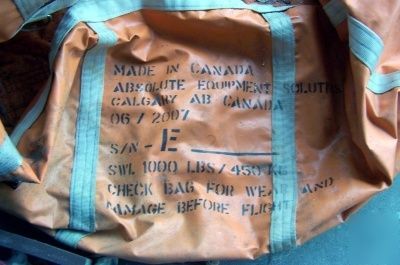 MADE IN CANADA
ABSOLUTE EQUIPMENT SOLUTNS
CALGARY AB CANADA
06 / 2007
S/N - E
SWL 1000 LBS / 450 KG
CHECK BAG FOR WEAR AND
DAMAGE BEFORE FLIGHT